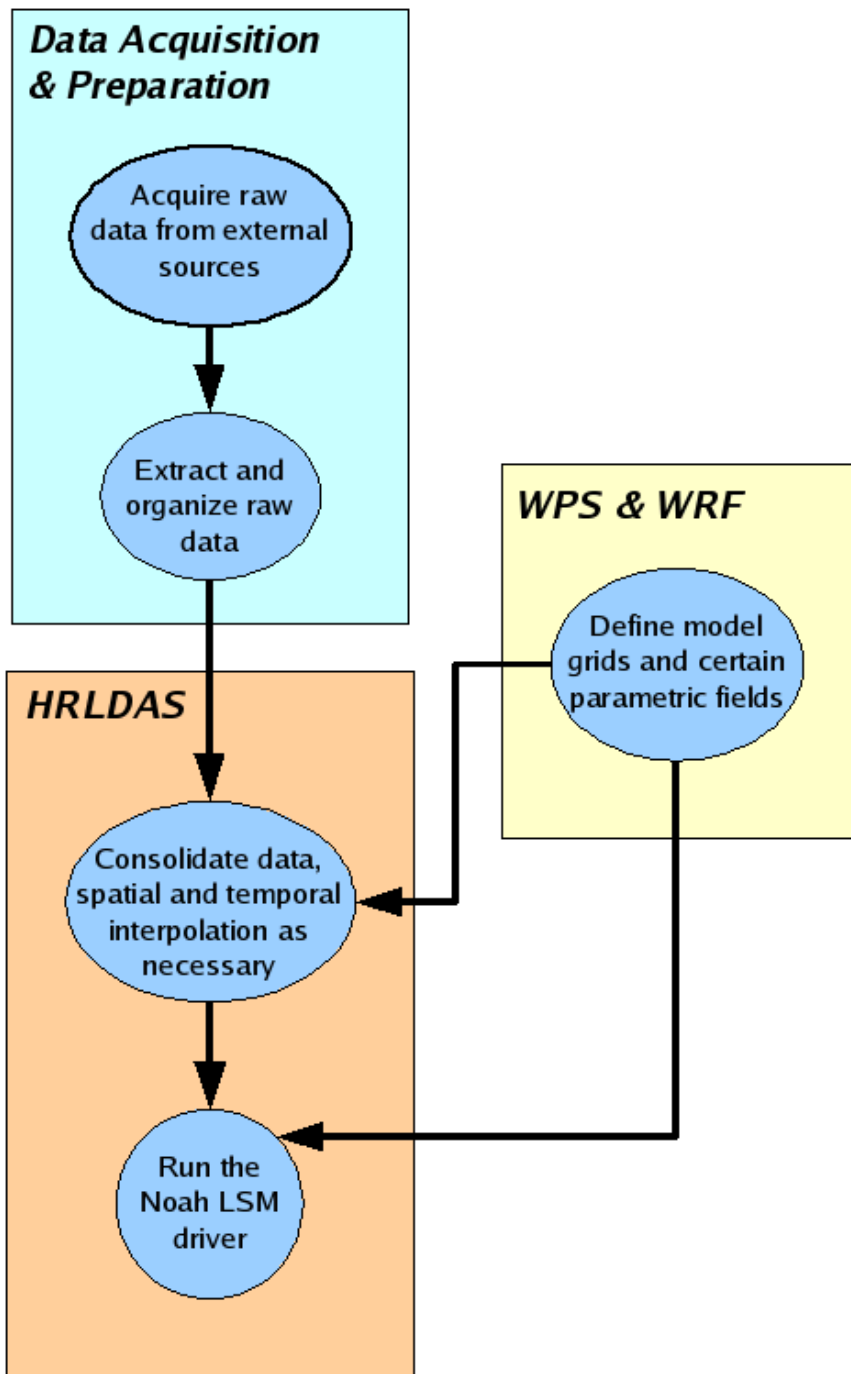 Data Acquisition
& Preparation
Acquire raw
data from external
sources
Extract and
organize raw
data
WPS & WRF
Define model
grids and certain
parametric fields
HRLDAS
Consolidate data,
spatial and temporal
interpolation as
necessary
Run the
Noah LSM
driver